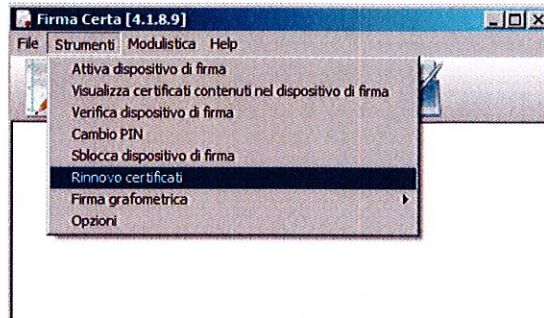 Firma Certa [4.1.8.9]
File Strumenti Modulistica Help
Attiva dispositivo di firma
Visualizza certificati contenuti nel dispositivo di firma
Verifica dispositivo di firma
Cambio PIN
Sblocca dispositivo di firma
Rinnovo certificati
Firma grafometrica
Opzioni